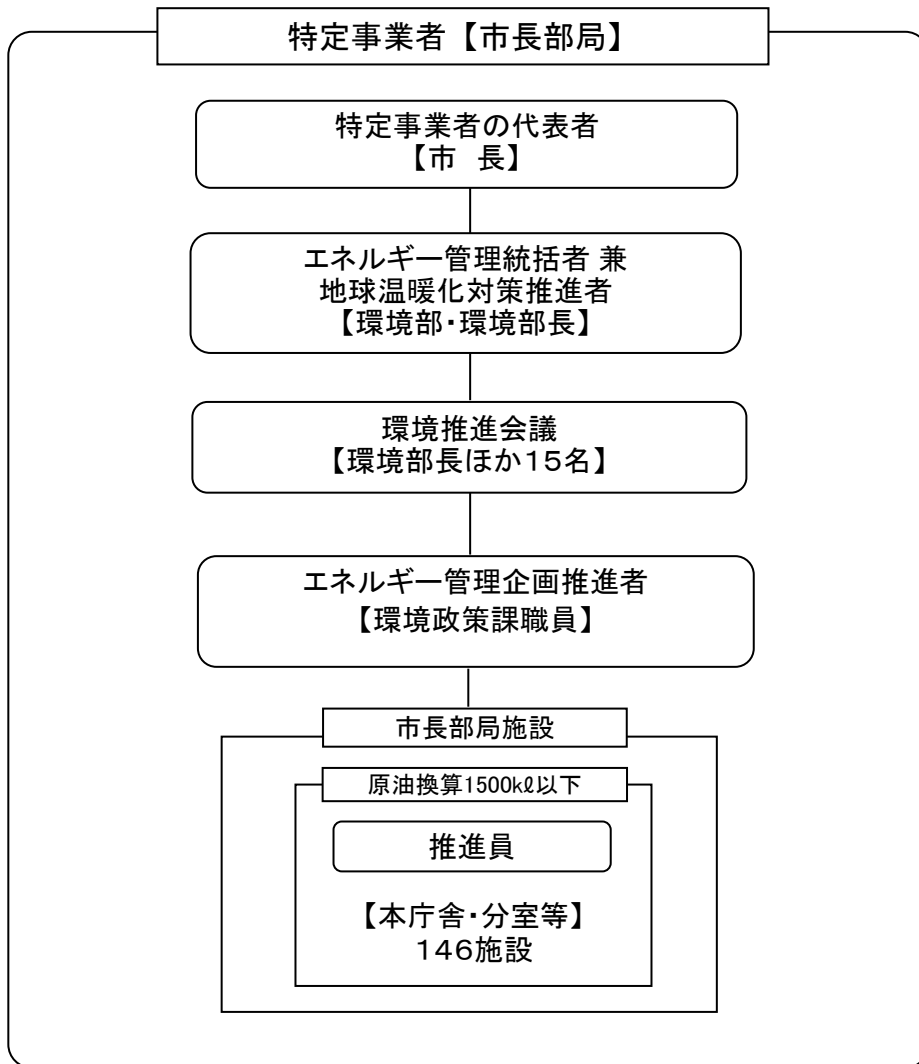 特定事業者【市長部局】
特定事業者の代表者
【市　長】
エネルギー管理統括者 兼
地球温暖化対策推進者
【環境部・環境部長】
環境推進会議
【環境部長ほか１５名】
エネルギー管理企画推進者
【環境政策課職員】
市長部局施設
原油換算1500kℓ以下
推進員
【本庁舎・分室等】
１４６施設